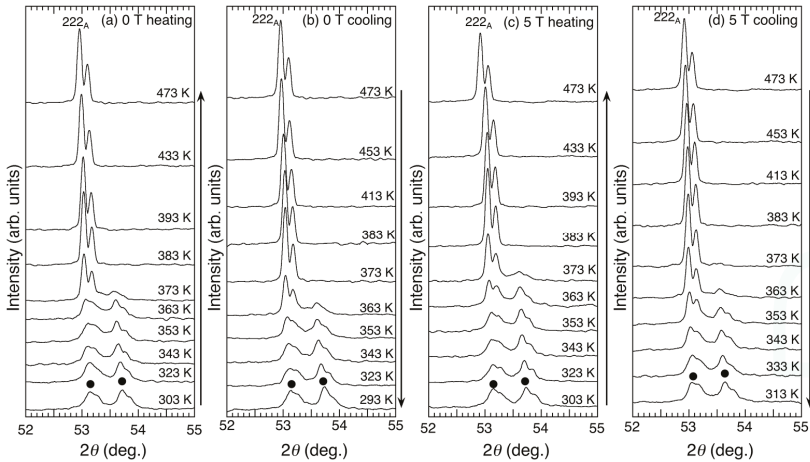 222A (a) 0 T heating
473 K
433 K
393 K
383 K
373 K
363 K
353 K
343 K
323 K
303 K
Intensity (arb. units)
52 53 54 55
2θ (deg.)
222A (b) 0 T cooling
473 K
453 K
413 K
383 K
373 K
363 K
353 K
343 K
323 K
293 K
Intensity (arb. units)
52 53 54 55
2θ (deg.)
222A (c) 5 T heating
473 K
433 K
393 K
383 K
373 K
363 K
353 K
343 K
323 K
303 K
Intensity (arb. units)
52 53 54 55
2θ (deg.)
222A (d) 5 T cooling
473 K
453 K
413 K
383 K
373 K
363 K
353 K
343 K
333 K
313 K
Intensity (arb. units)
52 53 54 55
2θ (deg.)